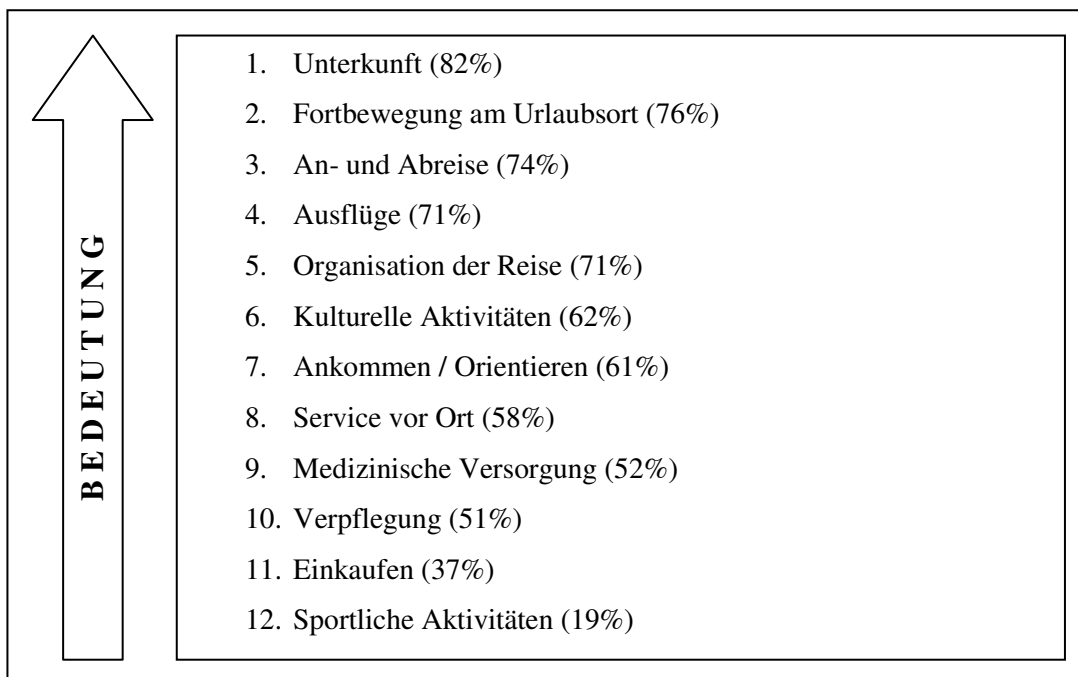 BEDEUTUNG
1. Unterkunft (82%)
2. Fortbewegung am Urlaubsort (76%)
3. An- und Abreise (74%)
4. Ausflüge (71%)
5. Organisation der Reise (71%)
6. Kulturelle Aktivitäten (62%)
7. Ankommen / Orientieren (61%)
8. Service vor Ort (58%)
9. Medizinische Versorgung (52%)
10. Verpflegung (51%)
11. Einkaufen (37%)
12. Sportliche Aktivitäten (19%)